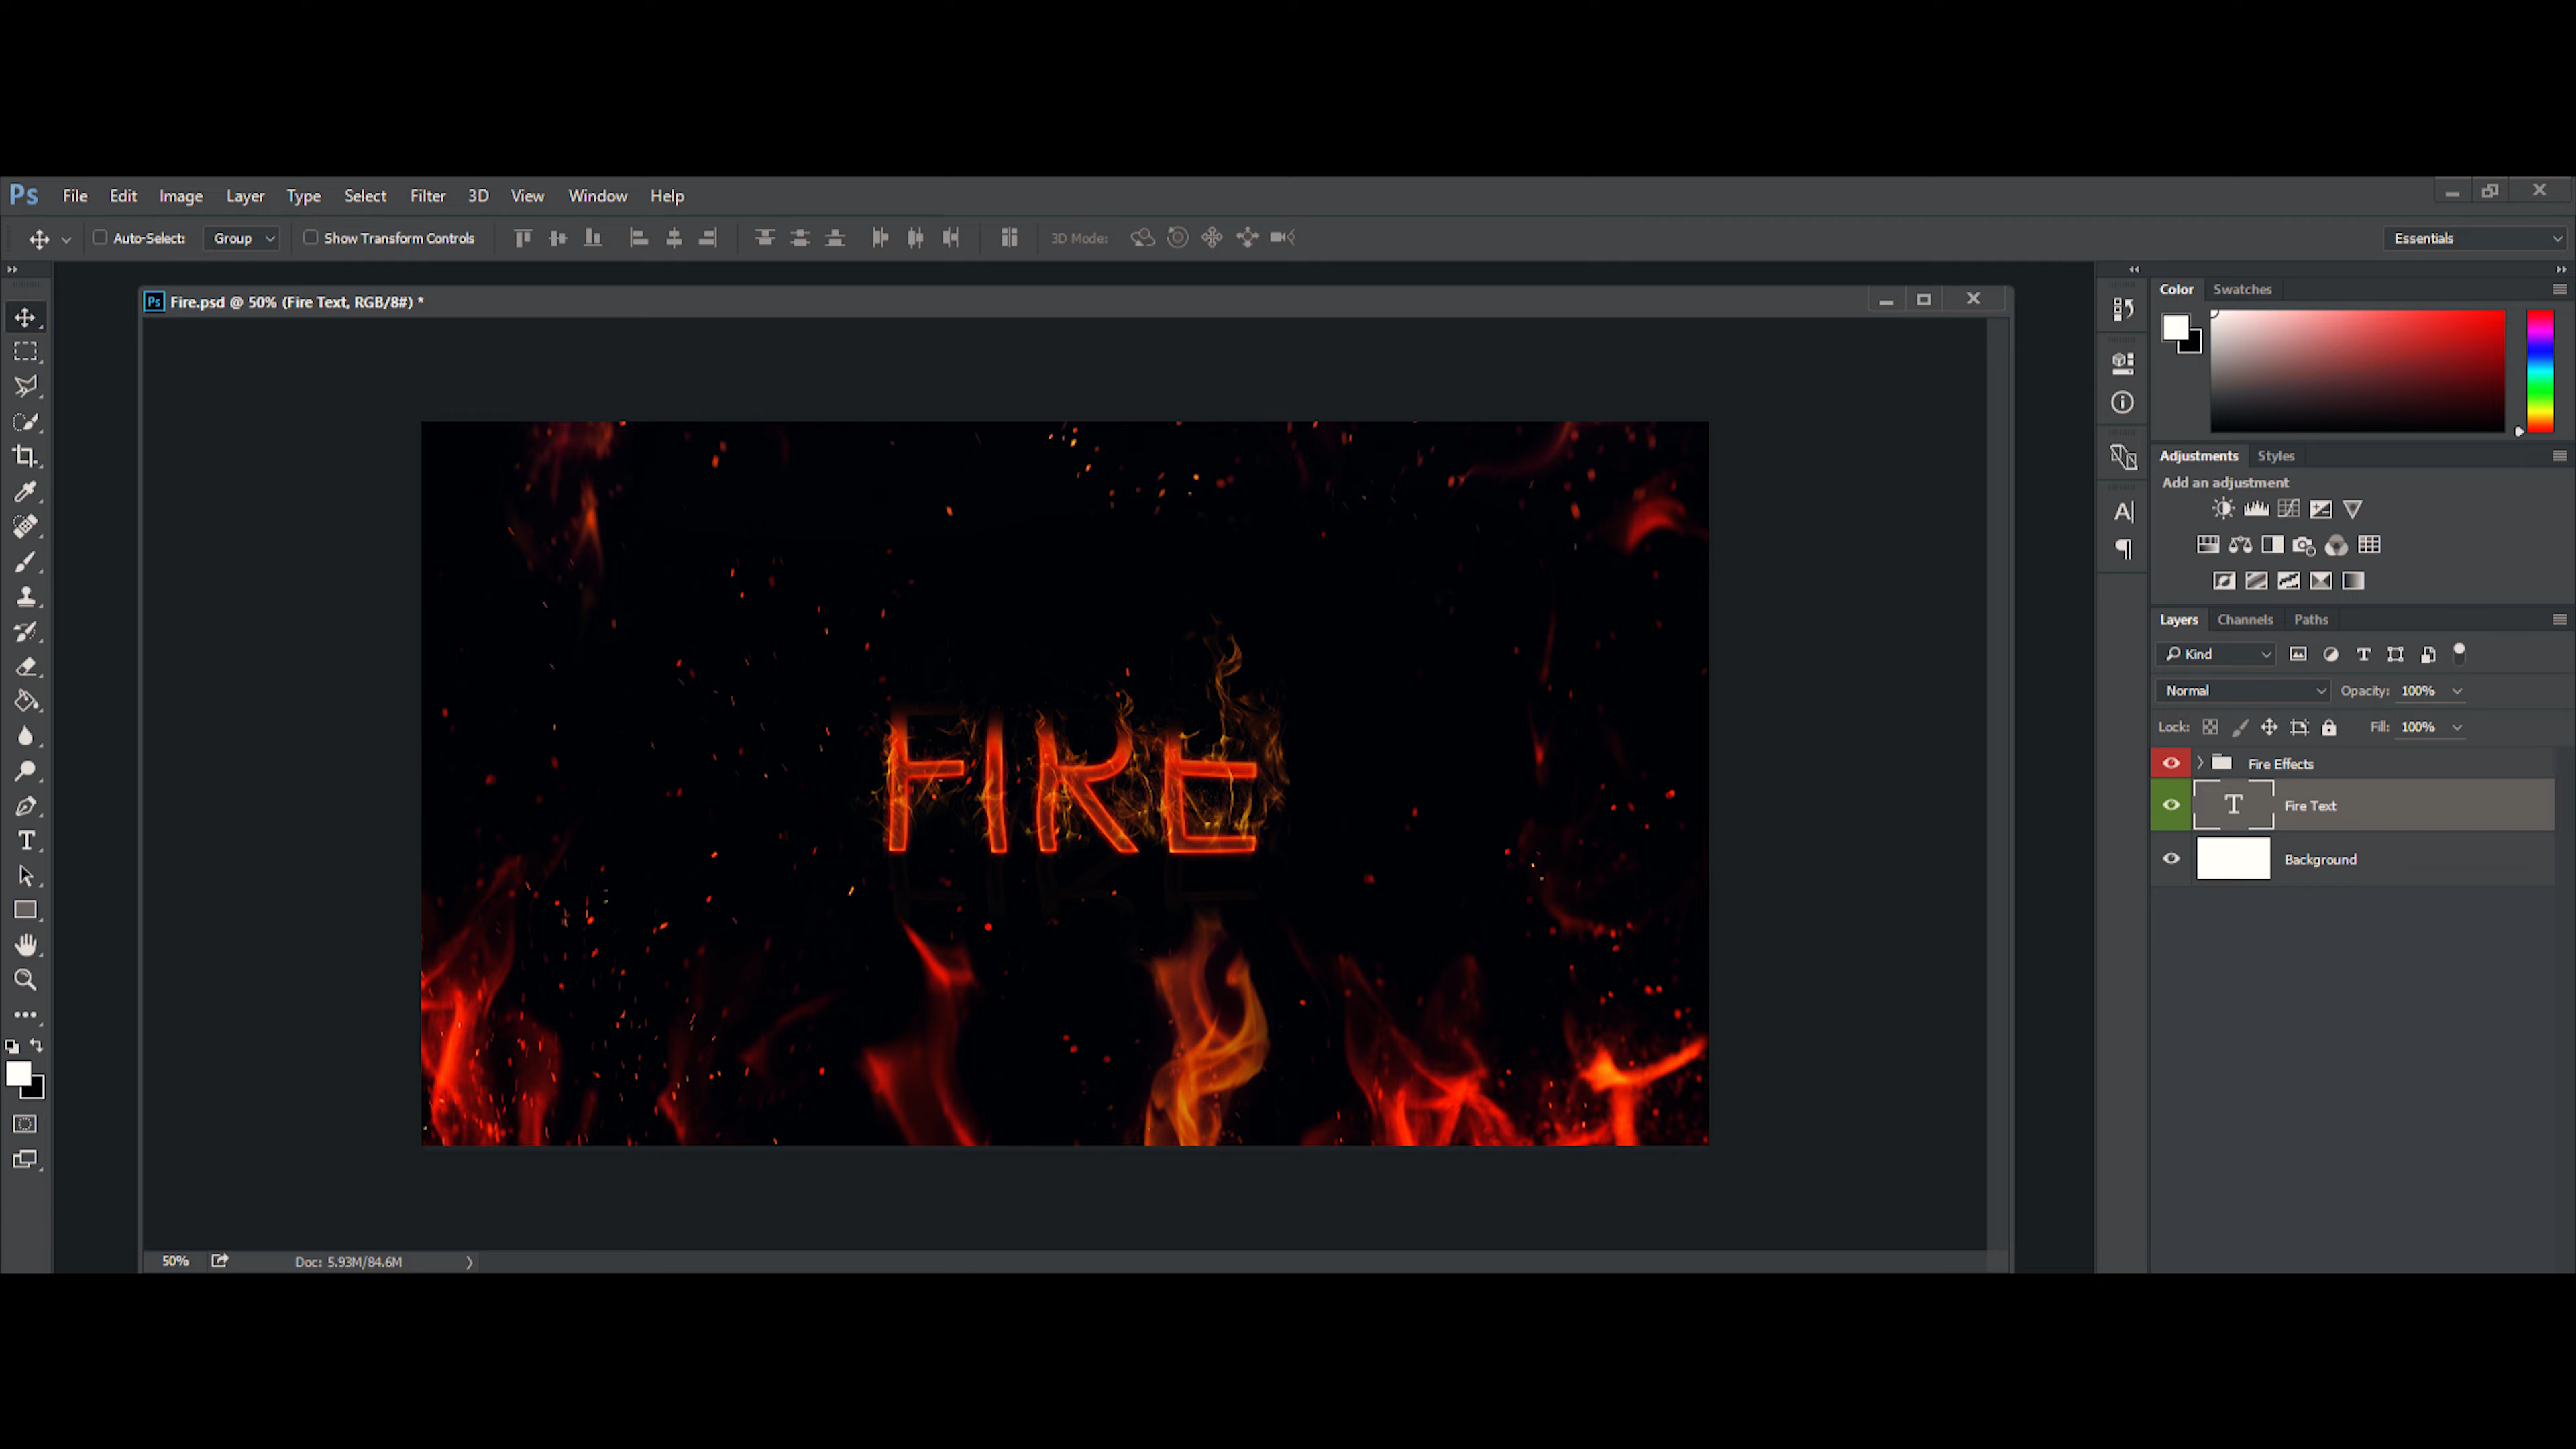 Ps File Edit Image Layer Type Select Filter 3D View Window Help
Auto-Select: Group Show Transform Controls 3D Mode: Essentials
Ps Fire.psd @ 50% (Fire Text, RGB/8#) *
Color Swatches
Adjustments Styles
Add an adjustment
Layers Channels Paths
Kind
Normal Opacity: 100%
Lock: Fill: 100%
Fire Effects
Fire Text
Background
FIRE
50% Doc: 5.93M/84.6M